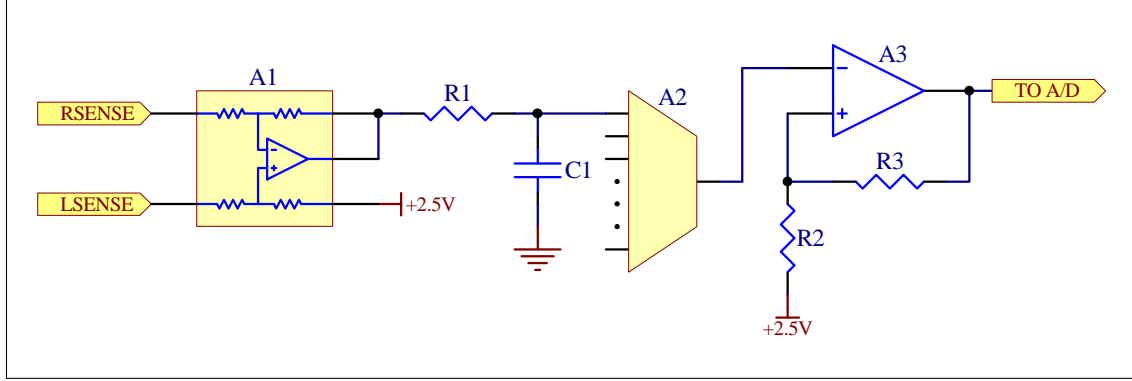 A1
RSENSE
LSENSE
+2.5V
R1
C1
A2
A3
TO A/D
R3
R2
+2.5V